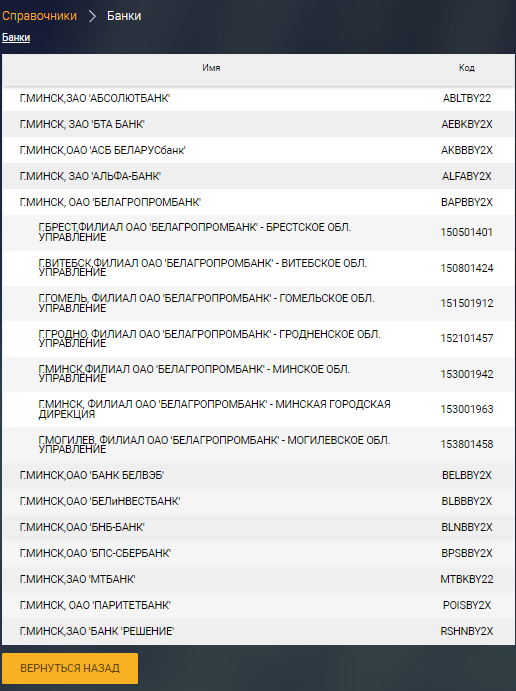 Справочники > Банки
Банки
Имя Код
Г.МИНСК,ЗАО 'АБСОЛЮТБАНК' ABLTBY22
Г.МИНСК, ЗАО 'БТА БАНК' AEBKBY2X
Г.МИНСК,ОАО 'АСБ БЕЛАРУСбанк' AKBBBY2X
Г.МИНСК, ЗАО 'АЛЬФА-БАНК' ALFABY2X
Г.МИНСК, ОАО 'БЕЛАГРОПРОМБАНК' BAPBBY2X
Г.БРЕСТ,ФИЛИАЛ ОАО 'БЕЛАГРОПРОМБАНК' - БРЕСТСКОЕ ОБЛ.
УПРАВЛЕНИЕ 150501401
Г.ВИТЕБСК,ФИЛИАЛ ОАО 'БЕЛАГРОПРОМБАНК' - ВИТЕБСКОЕ ОБЛ.
УПРАВЛЕНИЕ 150801424
Г.ГОМЕЛЬ, ФИЛИАЛ ОАО 'БЕЛАГРОПРОМБАНК' - ГОМЕЛЬСКОЕ ОБЛ.
УПРАВЛЕНИЕ 151501912
Г.ГРОДНО, ФИЛИАЛ ОАО 'БЕЛАГРОПРОМБАНК' - ГРОДНЕНСКОЕ ОБЛ.
УПРАВЛЕНИЕ 152101457
Г.МИНСК,ФИЛИАЛ ОАО 'БЕЛАГРОПРОМБАНК' - МИНСКОЕ ОБЛ.
УПРАВЛЕНИЕ 153001942
Г.МИНСК, ФИЛИАЛ ОАО 'БЕЛАГРОПРОМБАНК' - МИНСКАЯ ГОРОДСКАЯ
ДИРЕКЦИЯ 153001963
Г.МОГИЛЕВ, ФИЛИАЛ ОАО 'БЕЛАГРОПРОМБАНК' - МОГИЛЕВСКОЕ ОБЛ.
УПРАВЛЕНИЕ 153801458
Г.МИНСК,ОАО 'БАНК БЕЛВЭБ' BELBBY2X
Г.МИНСК,ОАО 'БЕЛиНВЕСТБАНК' BLBBBY2X
Г.МИНСК,ОАО 'БНБ-БАНК' BLNBBY2X
Г.МИНСК,ОАО 'БПС-СБЕРБАНК' BPSBBY2X
Г.МИНСК,ЗАО 'МТБАНК' MTBKBY22
Г.МИНСК, ОАО 'ПАРИТЕТБАНК' POISBY2X
Г.МИНСК,ЗАО 'БАНК 'РЕШЕНИЕ' RSHNBY2X
ВЕРНУТЬСЯ НАЗАД